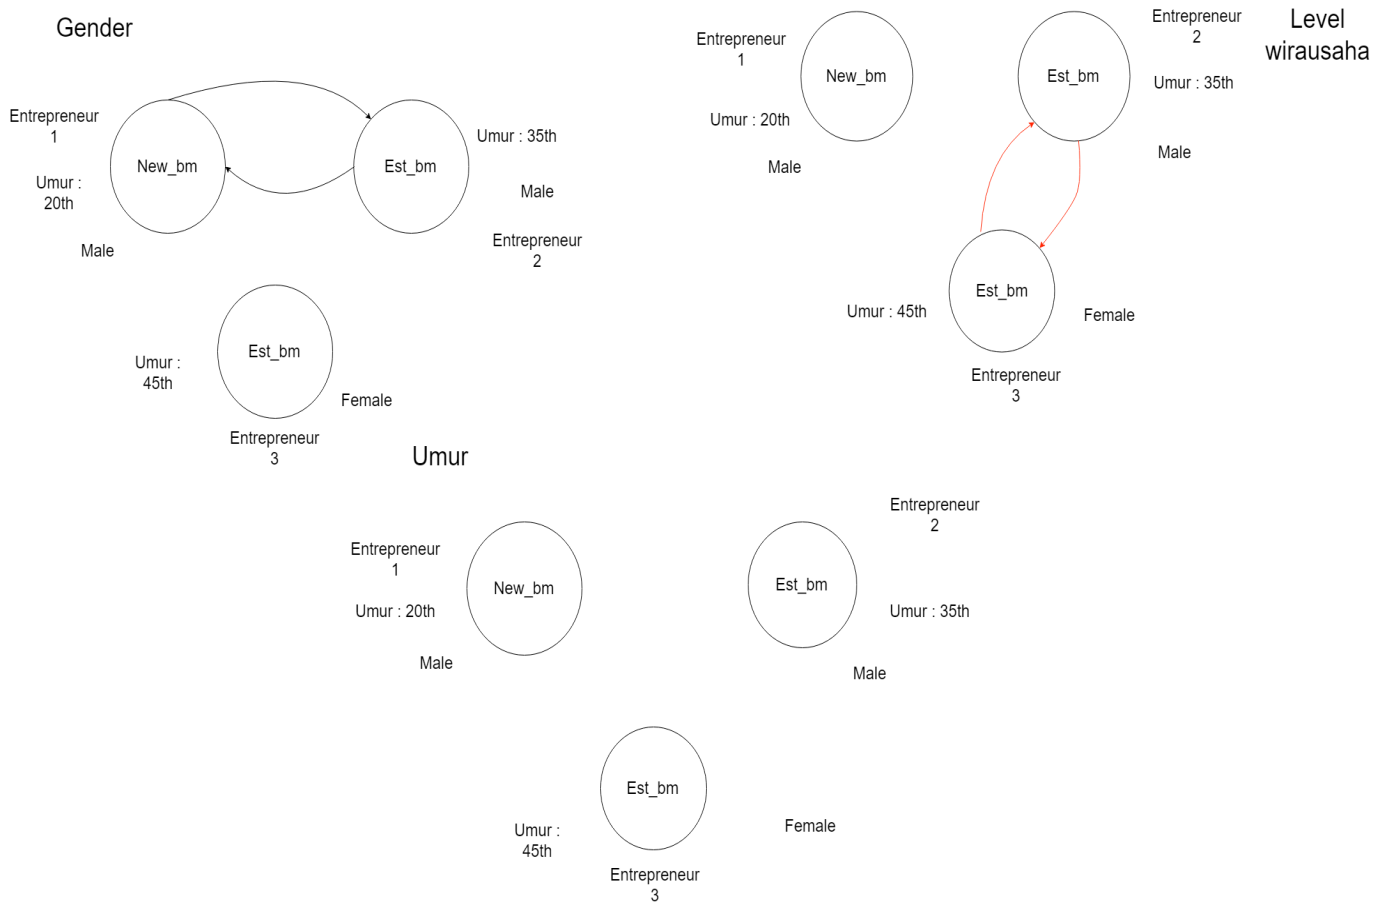 Gender
Entrepreneur
1
New_bm
Umur :
20th
Male
Est_bm
Umur : 35th
Male
Entrepreneur
2
Est_bm
Umur :
45th
Female
Entrepreneur
3
Level
wirausaha
Entrepreneur
1
New_bm
Umur : 20th
Male
Entrepreneur
2
Est_bm
Umur : 35th
Male
Est_bm
Umur : 45th
Female
Entrepreneur
3
Umur
Entrepreneur
1
New_bm
Umur : 20th
Male
Entrepreneur
2
Est_bm
Umur : 35th
Male
Est_bm
Umur :
45th
Female
Entrepreneur
3